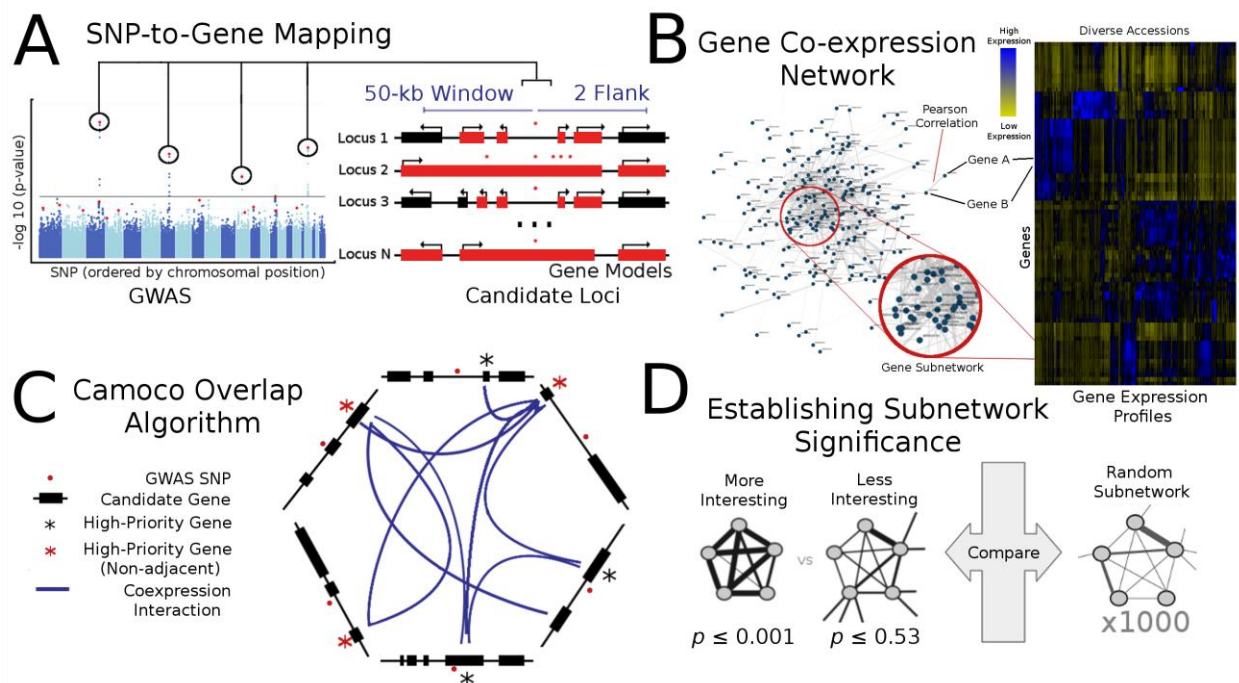 A
SNP-to-Gene Mapping
-log 10 (p-value)
SNP (ordered by chromosomal position)
GWAS
50-kb Window
2 Flank
Locus 1
Locus 2
Locus 3
Locus N
Gene Models
Candidate Loci
B
Gene Co-expression
Network
High
Expression
Low
Expression
Diverse Accessions
Pearson
Correlation
Gene A
Gene B
Genes
Gene Subnetwork
Gene Expression
Profiles
C
Camoco Overlap
Algorithm
GWAS SNP
Candidate Gene
High-Priority Gene
High-Priority Gene
(Non-adjacent)
Coexpression
Interaction
D
Establishing Subnetwork
Significance
More
Interesting
vs
Less
Interesting
p ≤ 0.001
p ≤ 0.53
Compare
Random
Subnetwork
x1000